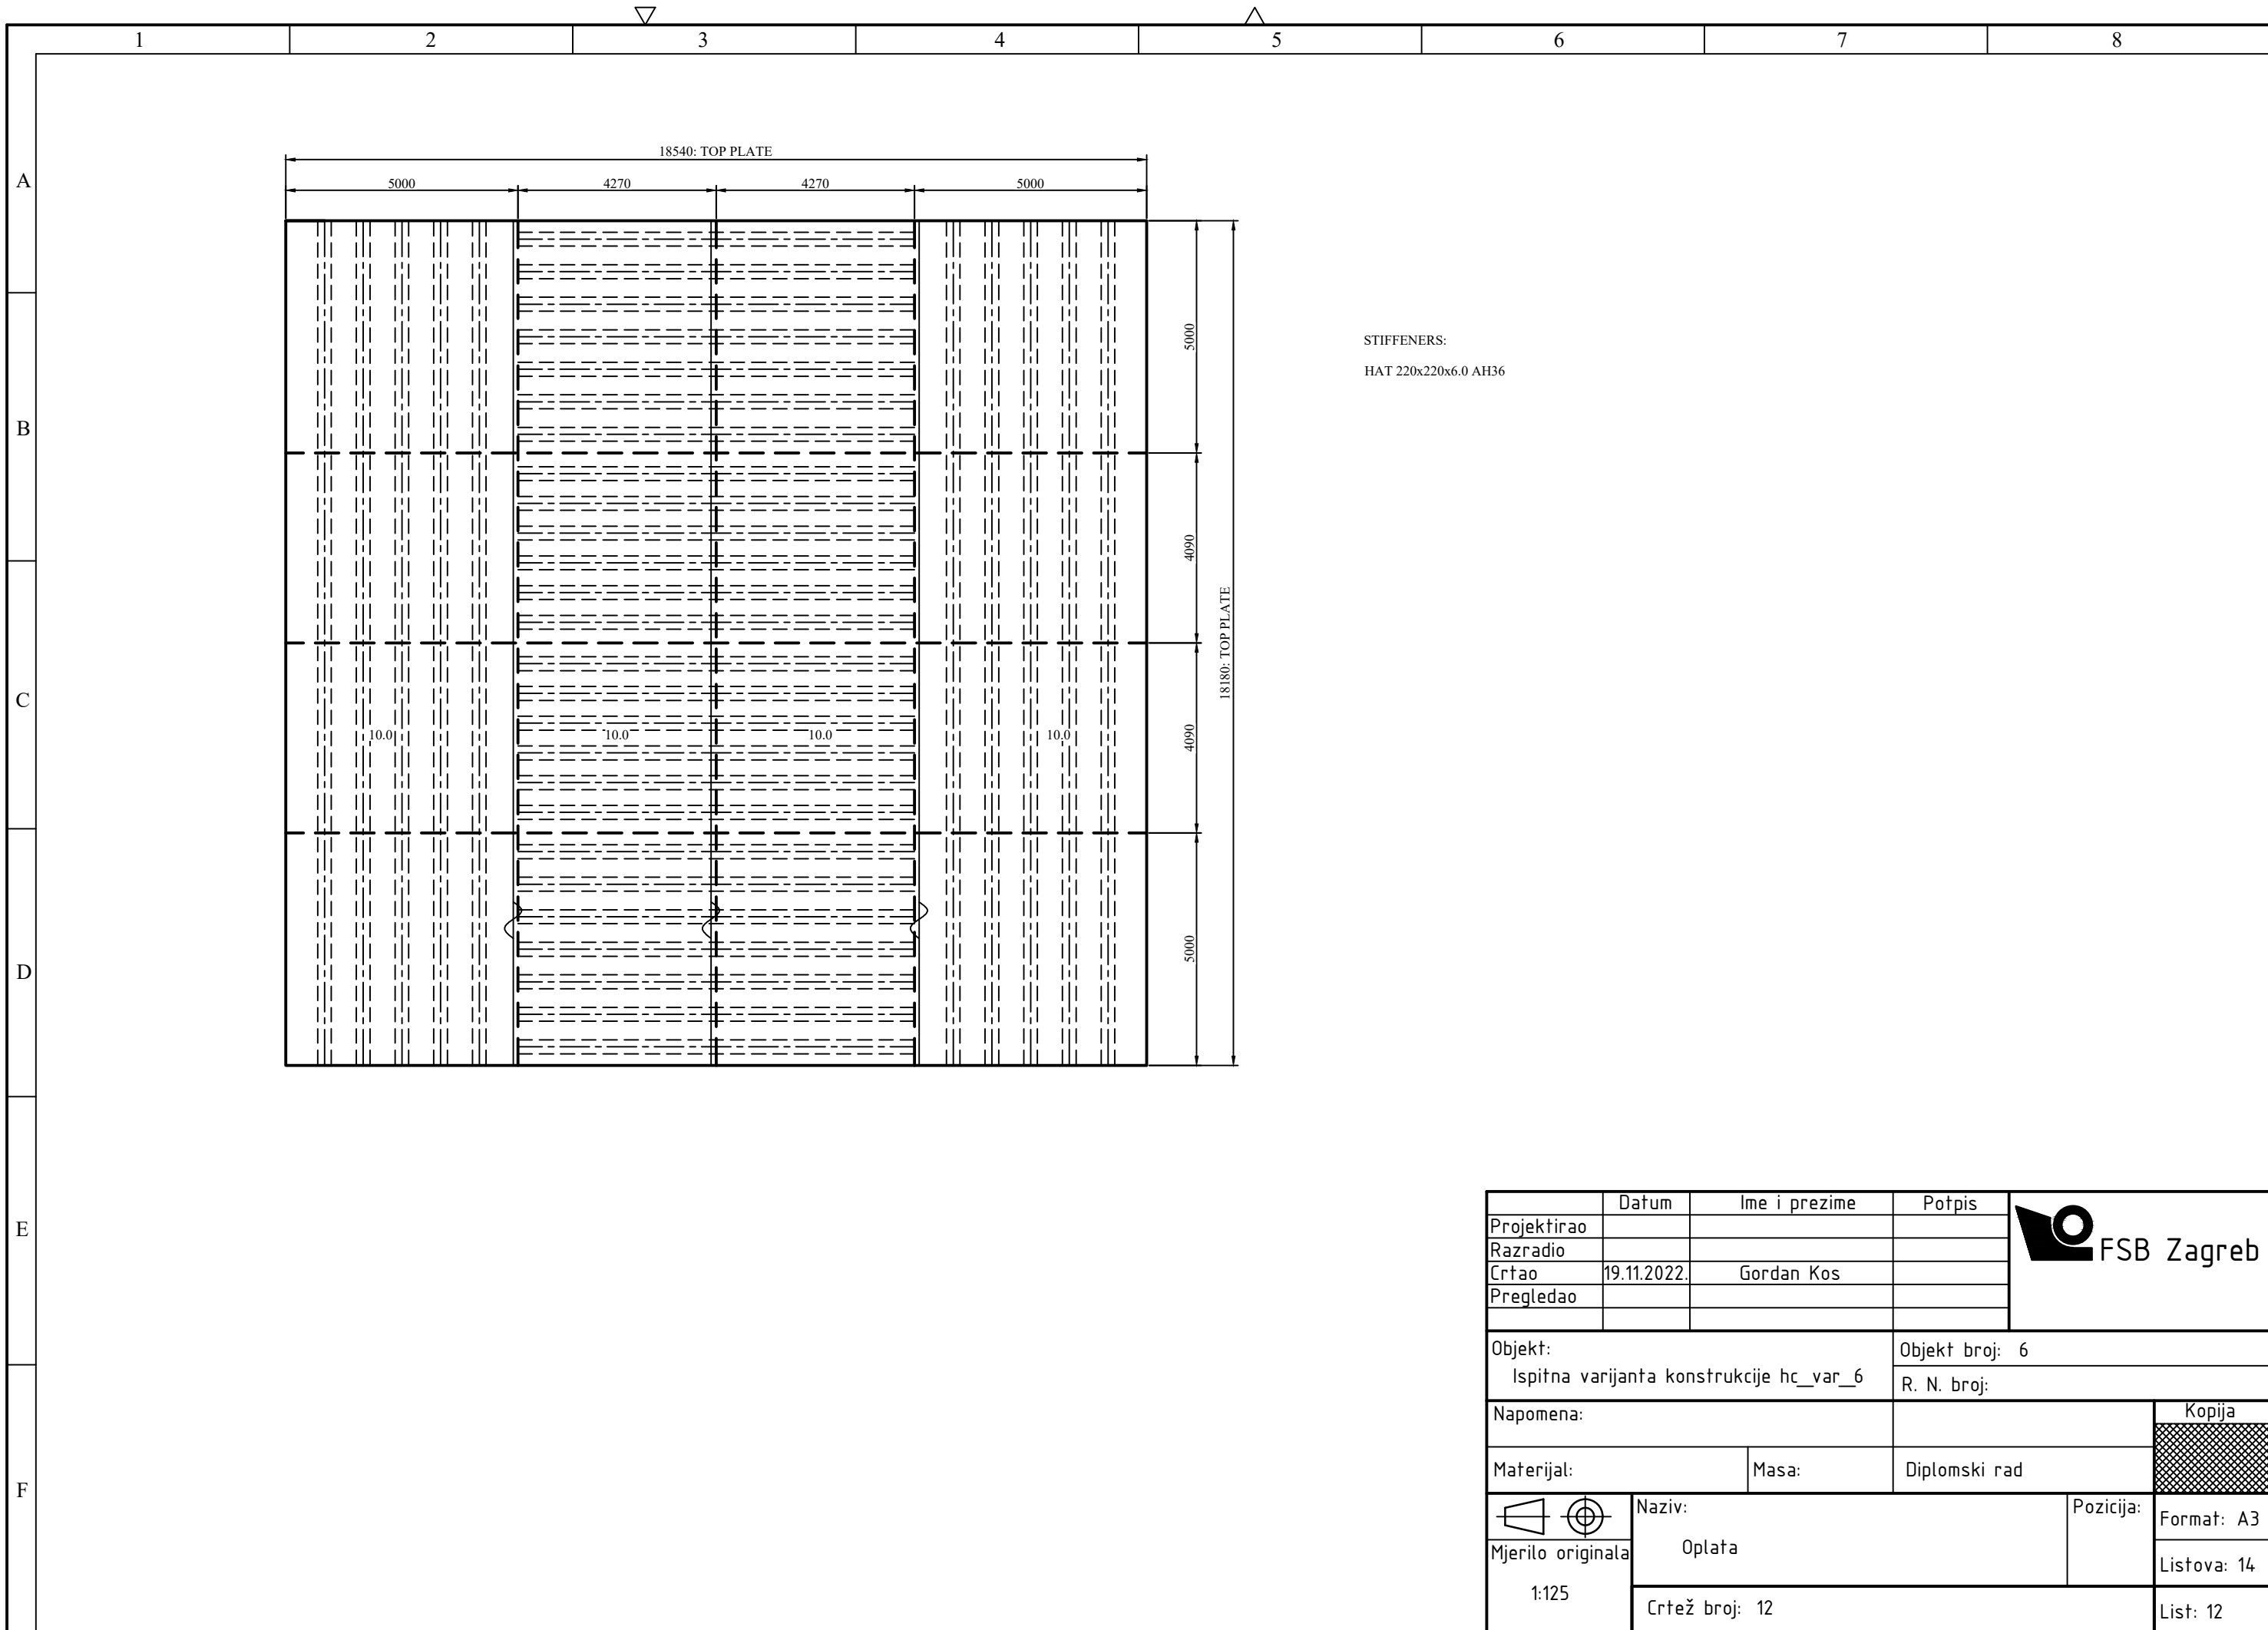 1 2 3 4 5 6 7 8
A
B
C
D
E
F
18540: TOP PLATE
5000 4270 4270 5000
5000
4090
4090
5000
18180: TOP PLATE
10.0 10.0 10.0 10.0
STIFFENERS:
HAT 220x220x6.0 AH36
Datum Ime i prezime Potpis
Projektirao
Razradio
Crtao 19.11.2022. Gordan Kos
Pregledao
FSB Zagreb
Objekt:
Ispitna varijanta konstrukcije hc_var_6
Objekt broj: 6
R. N. broj:
Napomena:
Kopija
Materijal: Masa: Diplomski rad
Naziv:
Oplata
Pozicija:
Format: A3
Mjerilo originala
1:125
Listova: 14
Crtež broj: 12
List: 12